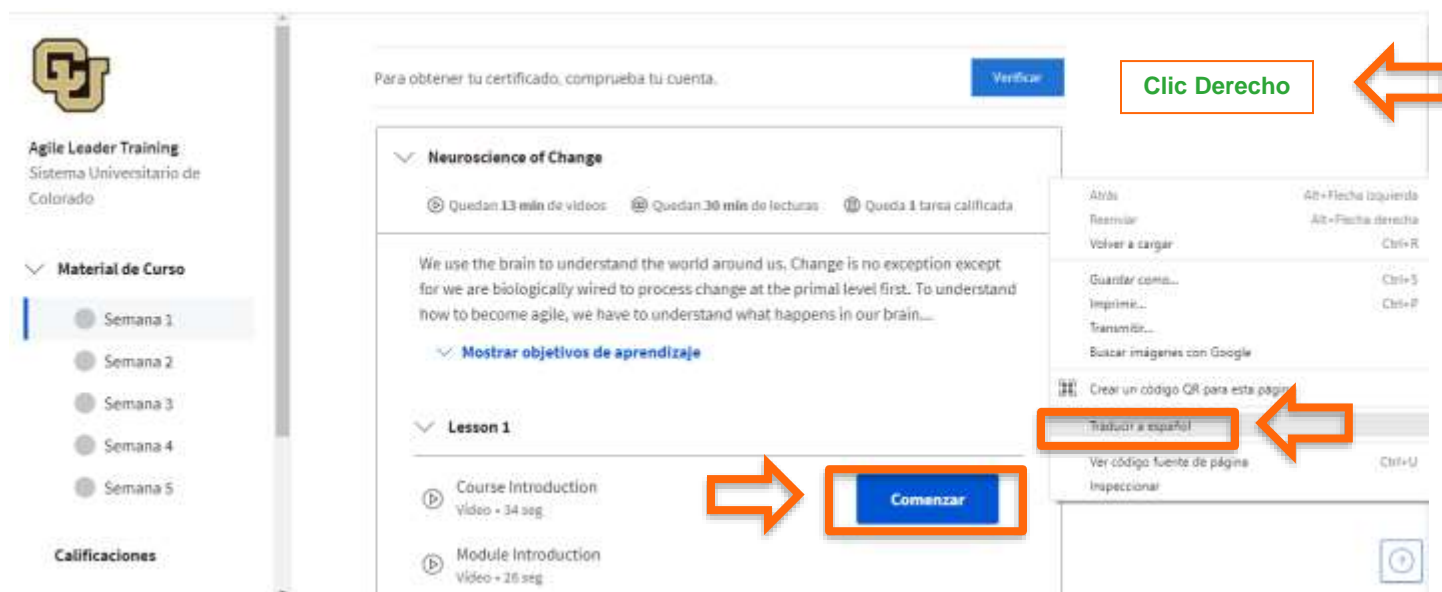 CU
Agile Leader Training
Sistema Universitario de
Colorado
Material de Curso
Semana 1
Semana 2
Semana 3
Semana 4
Semana 5
Calificaciones
Para obtener tu certificado, comprueba tu cuenta.
Verificar
Neuroscience of Change
Quedan 13 min de videos
Quedan 30 min de lecturas
Queda 1 tarea calificada
We use the brain to understand the world around us. Change is no exception except
for we are biologically wired to process change at the primal level first. To understand
how to become agile, we have to understand what happens in our brain....
Mostrar objetivos de aprendizaje
Lesson 1
Course Introduction
Video • 34 seg
Comenzar
Module Introduction
Video • 26 seg
Clic Derecho
Atrás Alt+Flecha izquierda
Reenviar Alt+Flecha derecha
Volver a cargar Ctrl+R
Guardar como... Ctrl+S
Imprimir... Ctrl+P
Transmitir...
Buscar imágenes con Google
Crear un código QR para esta página
Traducir a español
Ver código fuente de página Ctrl+U
Inspeccionar